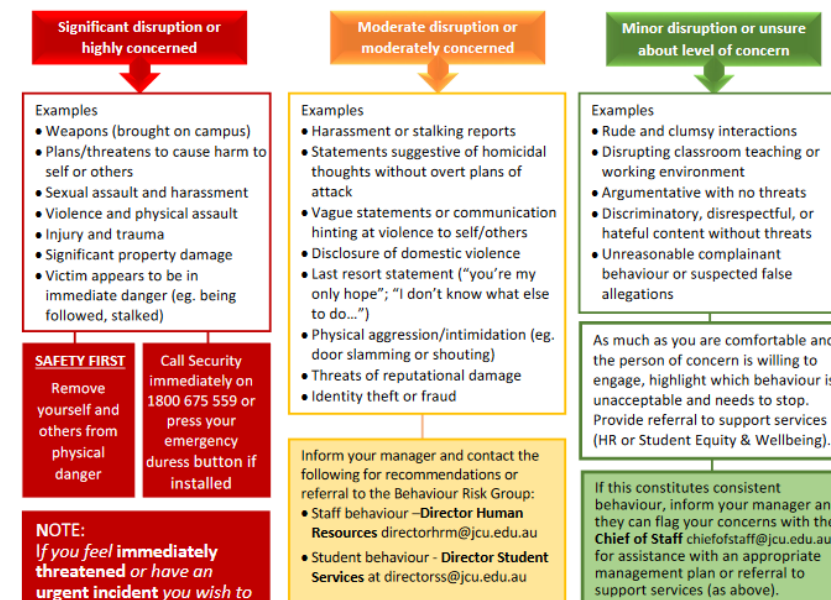 Significant disruption or
highly concerned
Examples
• Weapons (brought on campus)
• Plans/threatens to cause harm to
self or others
• Sexual assault and harassment
• Violence and physical assault
• Injury and trauma
• Significant property damage
• Victim appears to be in
immediate danger (eg. being
followed, stalked)
SAFETY FIRST
Remove
yourself and
others from
physical
danger
Call Security
immediately on
1800 675 559 or
press your
emergency
duress button if
installed
NOTE:
If you feel immediately
threatened or have an
urgent incident you wish to
Moderate disruption or
moderately concerned
Examples
• Harassment or stalking reports
• Statements suggestive of homicidal
thoughts without overt plans of
attack
• Vague statements or communication
hinting at violence to self/others
• Disclosure of domestic violence
• Last resort statement ("you're my
only hope"; "I don't know what else
to do…")
• Physical aggression/intimidation (eg.
door slamming or shouting)
• Threats of reputational damage
• Identity theft or fraud
Inform your manager and contact the
following for recommendations or
referral to the Behaviour Risk Group:
• Staff behaviour –Director Human
Resources directorhrm@jcu.edu.au
• Student behaviour - Director Student
Services at directorss@jcu.edu.au
Minor disruption or unsure
about level of concern
Examples
• Rude and clumsy interactions
• Disrupting classroom teaching or
working environment
• Argumentative with no threats
• Discriminatory, disrespectful, or
hateful content without threats
• Unreasonable complainant
behaviour or suspected false
allegations
As much as you are comfortable and
the person of concern is willing to
engage, highlight which behaviour is
unacceptable and needs to stop.
Provide referral to support services
(HR or Student Equity & Wellbeing).
If this constitutes consistent
behaviour, inform your manager an
they can flag your concerns with the
Chief of Staff chiefofstaff@jcu.edu.au
for assistance with an appropriate
management plan or referral to
support services (as above).